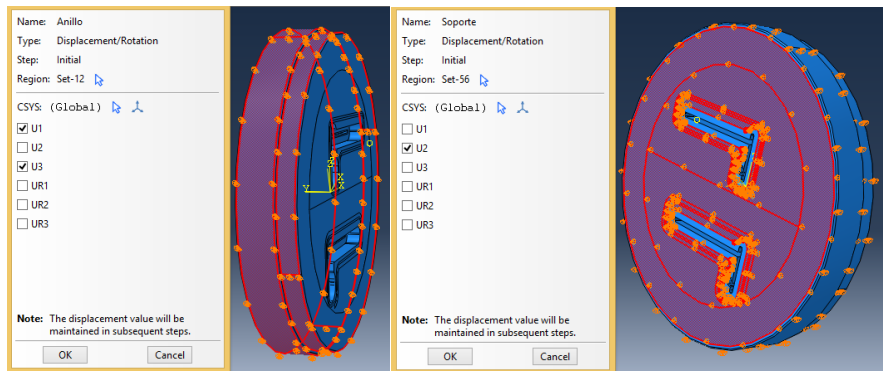 Name: Anillo
Type: Displacement/Rotation
Step: Initial
Region: Set-12
CSYS: (Global)
U1
U2
U3
UR1
UR2
UR3
Note: The displacement value will be
maintained in subsequent steps.
OK Cancel
Y
X
X
Name: Soporte
Type: Displacement/Rotation
Step: Initial
Region: Set-56
CSYS: (Global)
U1
U2
U3
UR1
UR2
UR3
Note: The displacement value will be
maintained in subsequent steps.
OK Cancel